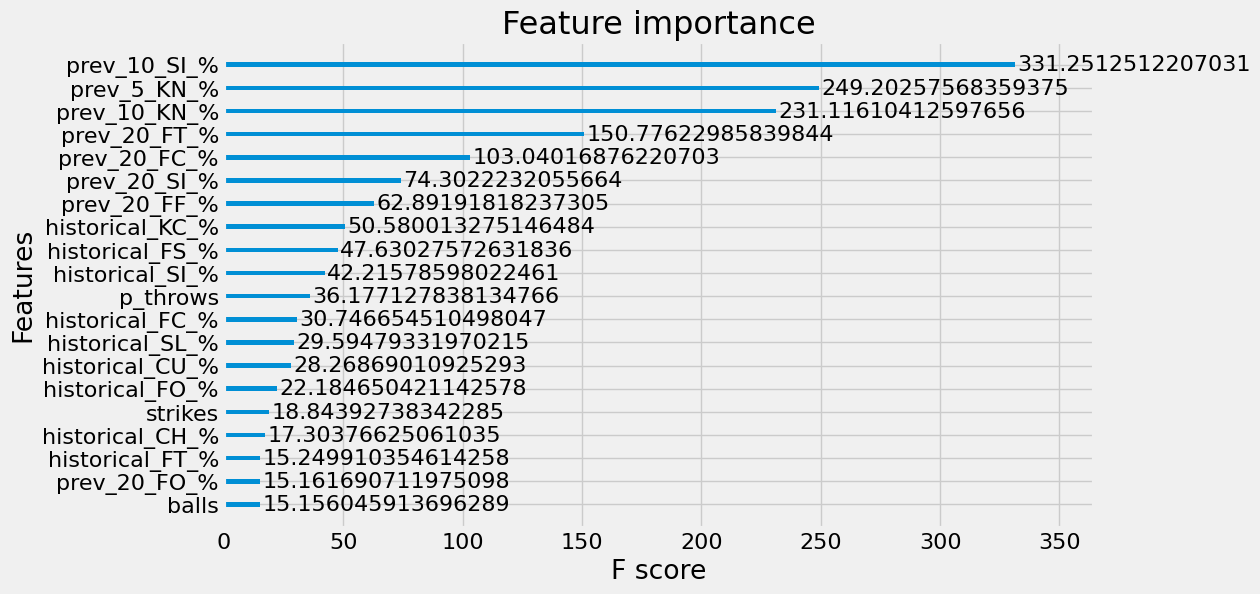 Feature importance
prev_10_SI_% 331.2512512207031
prev_5_KN_% 249.20257568359375
prev_10_KN_% 231.11610412597656
prev_20_FT_% 150.77622985839844
prev_20_FC_% 103.04016876220703
prev_20_SI_% 74.3022232055664
prev_20_FF_% 62.89191818237305
historical_KC_% 50.580013275146484
historical_FS_% 47.63027572631836
historical_SI_% 42.21578598022461
p_throws 36.177127838134766
historical_FC_% 30.746654510498047
historical_SL_% 29.59479331970215
historical_CU_% 28.26869010925293
historical_FO_% 22.184650421142578
strikes 18.84392738342285
historical_CH_% 17.30376625061035
historical_FT_% 15.249910354614258
prev_20_FO_% 15.161690711975098
balls 15.156045913696289
Features
0 50 100 150 200 250 300 350
F score